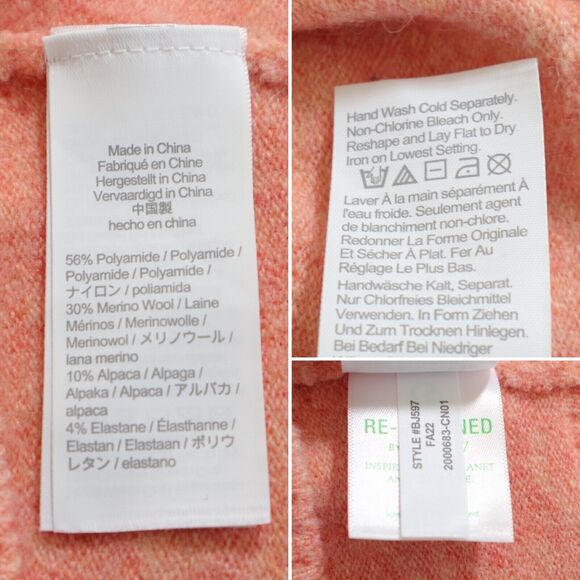 Made in China
Fabriqué en Chine
Hergestellt in China
Vervaardigd in China
中国製
hecho en china
56% Polyamide / Polyamide /
Polyamide / Polyamide /
ナイロン / poliamida
30% Merino Wool / Laine
Mérinos / Merinowolle /
Merinowol / メリノウール /
lana merino
10% Alpaca / Alpaga /
Alpaka / Alpaca / アルパカ /
alpaca
4% Elastane / Élasthanne /
Elastan / Elastaan / ポリウ
レタン / elastano
Hand Wash Cold Separately.
Non-Chlorine Bleach Only.
Reshape and Lay Flat to Dry
Iron on Lowest Setting.
Laver À la main séparément À
l'eau froide. Seulement agent
de blanchiment non-chlore.
Redonner La Forme Originale
Et Sécher À Plat. Fer Au
Réglage Le Plus Bas.
Handwäsche Kalt, Separat.
Nur Chlorfreies Bleichmittel
Verwenden. In Form Ziehen
Und Zum Trocknen Hinlegen.
Bei Bedarf Bei Niedriger
STYLE #BJ597
FA22
2000683-CN01
RE-
NED
BY
INSPIR
LANET
AN
E.